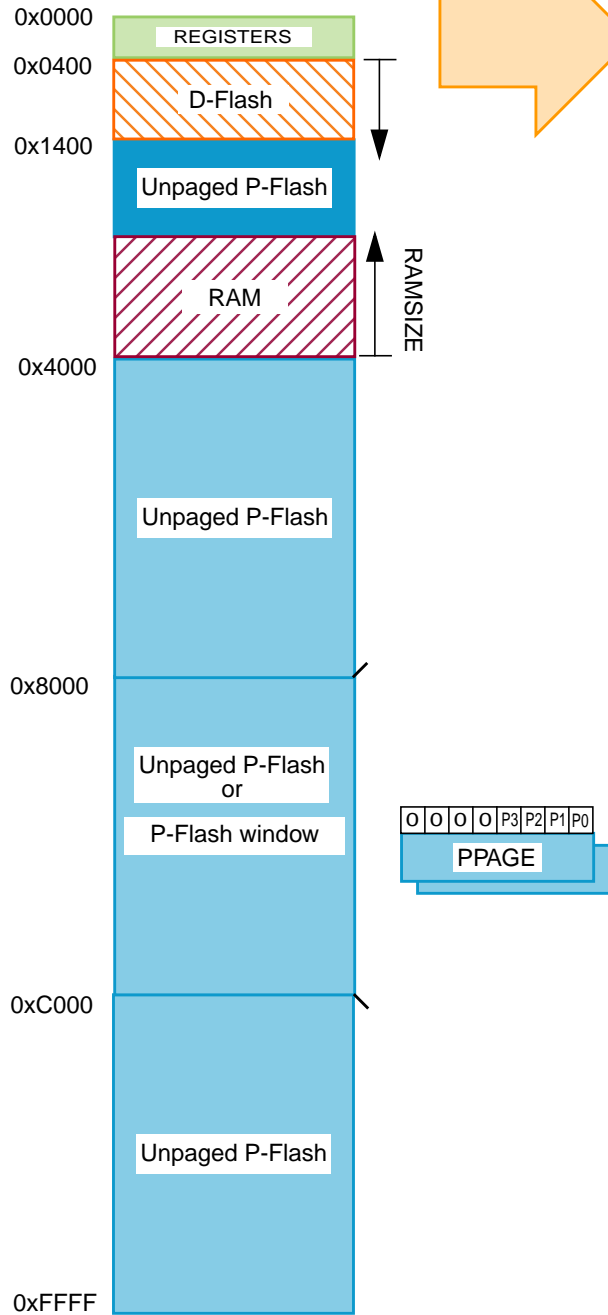 0x0000
REGISTERS
0x0400
D-Flash
0x1400
Unpaged P-Flash
RAM
RAMSIZE
0x4000
Unpaged P-Flash
0x8000
Unpaged P-Flash
or
P-Flash window
0 0 0 0 P3 P2 P1 P0
PPAGE
0xC000
Unpaged P-Flash
0xFFFF